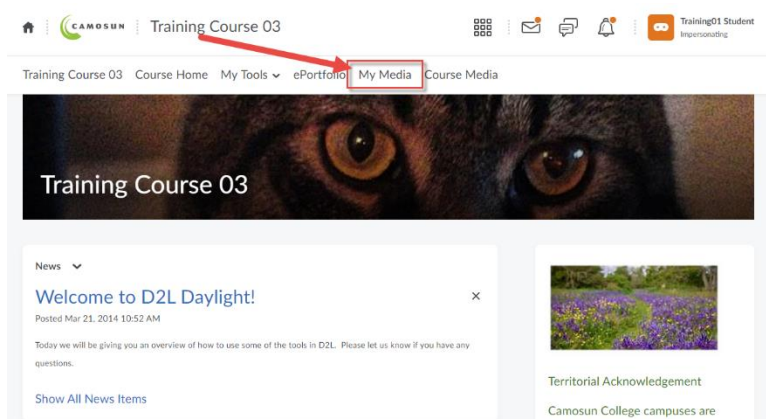 CAMOSUN
Training Course 03
Training01 Student
Impersonating
Training Course 03 Course Home My Tools ePortfolio My Media Course Media
Training Course 03
News
Welcome to D2L Daylight!
Posted Mar 21, 2014 10:52 AM
Today we will be giving you an overview of how to use some of the tools in D2L. Please let us know if you have any
questions.
Show All News Items
Territorial Acknowledgement
Camosun College campuses are